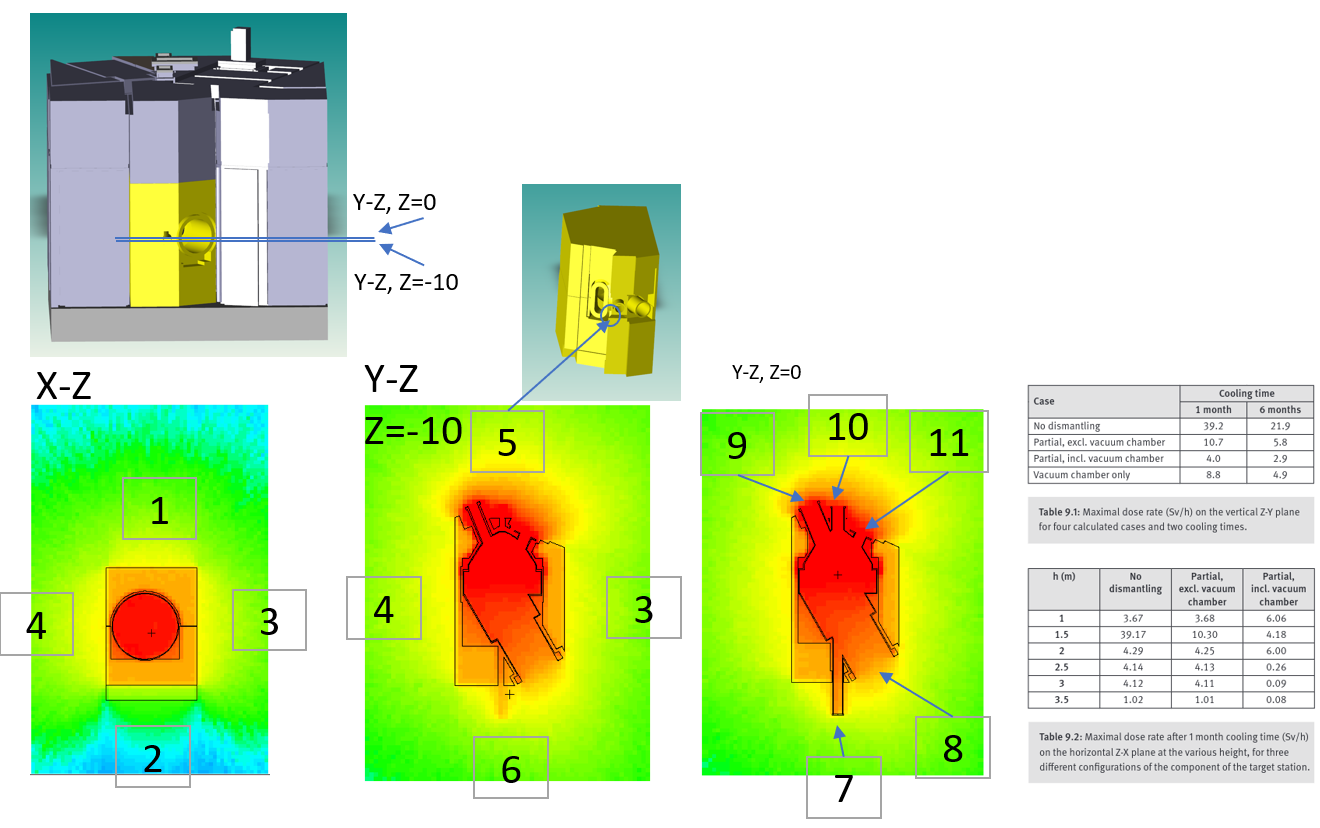 Y-Z, Z=0
Y-Z, Z=-10
X-Z
Y-Z
Z=-10
Y-Z, Z=0
5
9
10
11
1
4
3
4
3
2
6
7
8
Case Cooling time
1 month 6 months
No dismantling 39.2 21.9
Partial, excl. vacuum chamber 10.7 5.8
Partial, incl. vacuum chamber 4.0 2.9
Vacuum chamber only 8.8 4.9
Table 9.1: Maximal dose rate (Sv/h) on the vertical Z-Y plane
for four calculated cases and two cooling times.
h (m) No dismantling Partial, excl. vacuum chamber Partial, incl. vacuum chamber
1 3.67 3.68 6.06
1.5 39.17 10.30 4.18
2 4.29 4.25 6.00
2.5 4.14 4.13 0.26
3 4.12 4.11 0.09
3.5 1.02 1.01 0.08
Table 9.2: Maximal dose rate after 1 month cooling time (Sv/h)
on the horizontal Z-X plane at the various height, for three
different configurations of the component of the target station.